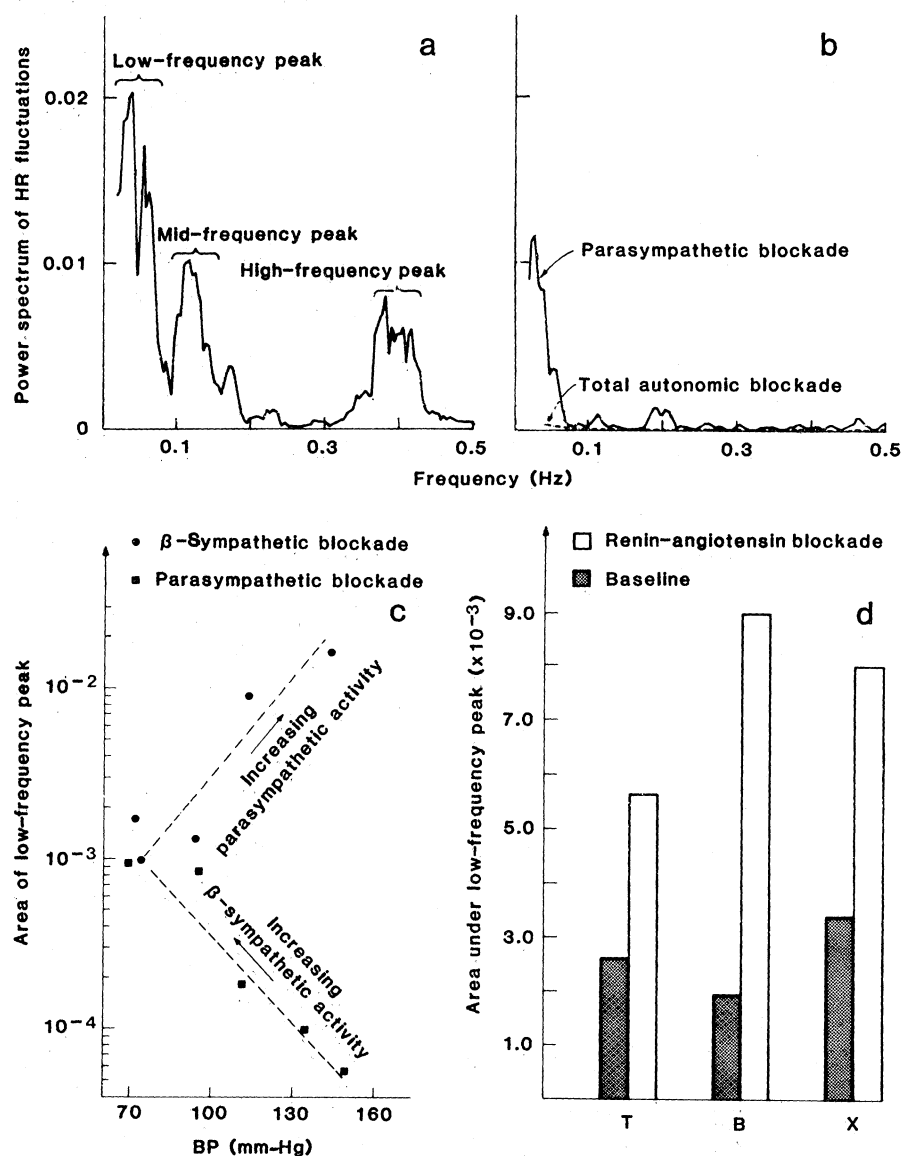 a
Low-frequency peak
Mid-frequency peak
High-frequency peak
Power spectrum of HR fluctuations
0.02
0.01
0
0.1
0.3
0.5
b
Parasympathetic blockade
Total autonomic blockade
0.1
0.3
0.5
Frequency (Hz)
β-Sympathetic blockade
Parasympathetic blockade
c
Area of low-frequency peak
10⁻²
10⁻³
10⁻⁴
Increasing
parasympathetic activity
Increasing
β-sympathetic activity
70
100
130
160
BP (mm-Hg)
Renin-angiotensin blockade
Baseline
d
Area under low-frequency peak (x10⁻³)
9.0
7.0
5.0
3.0
1.0
T
B
X